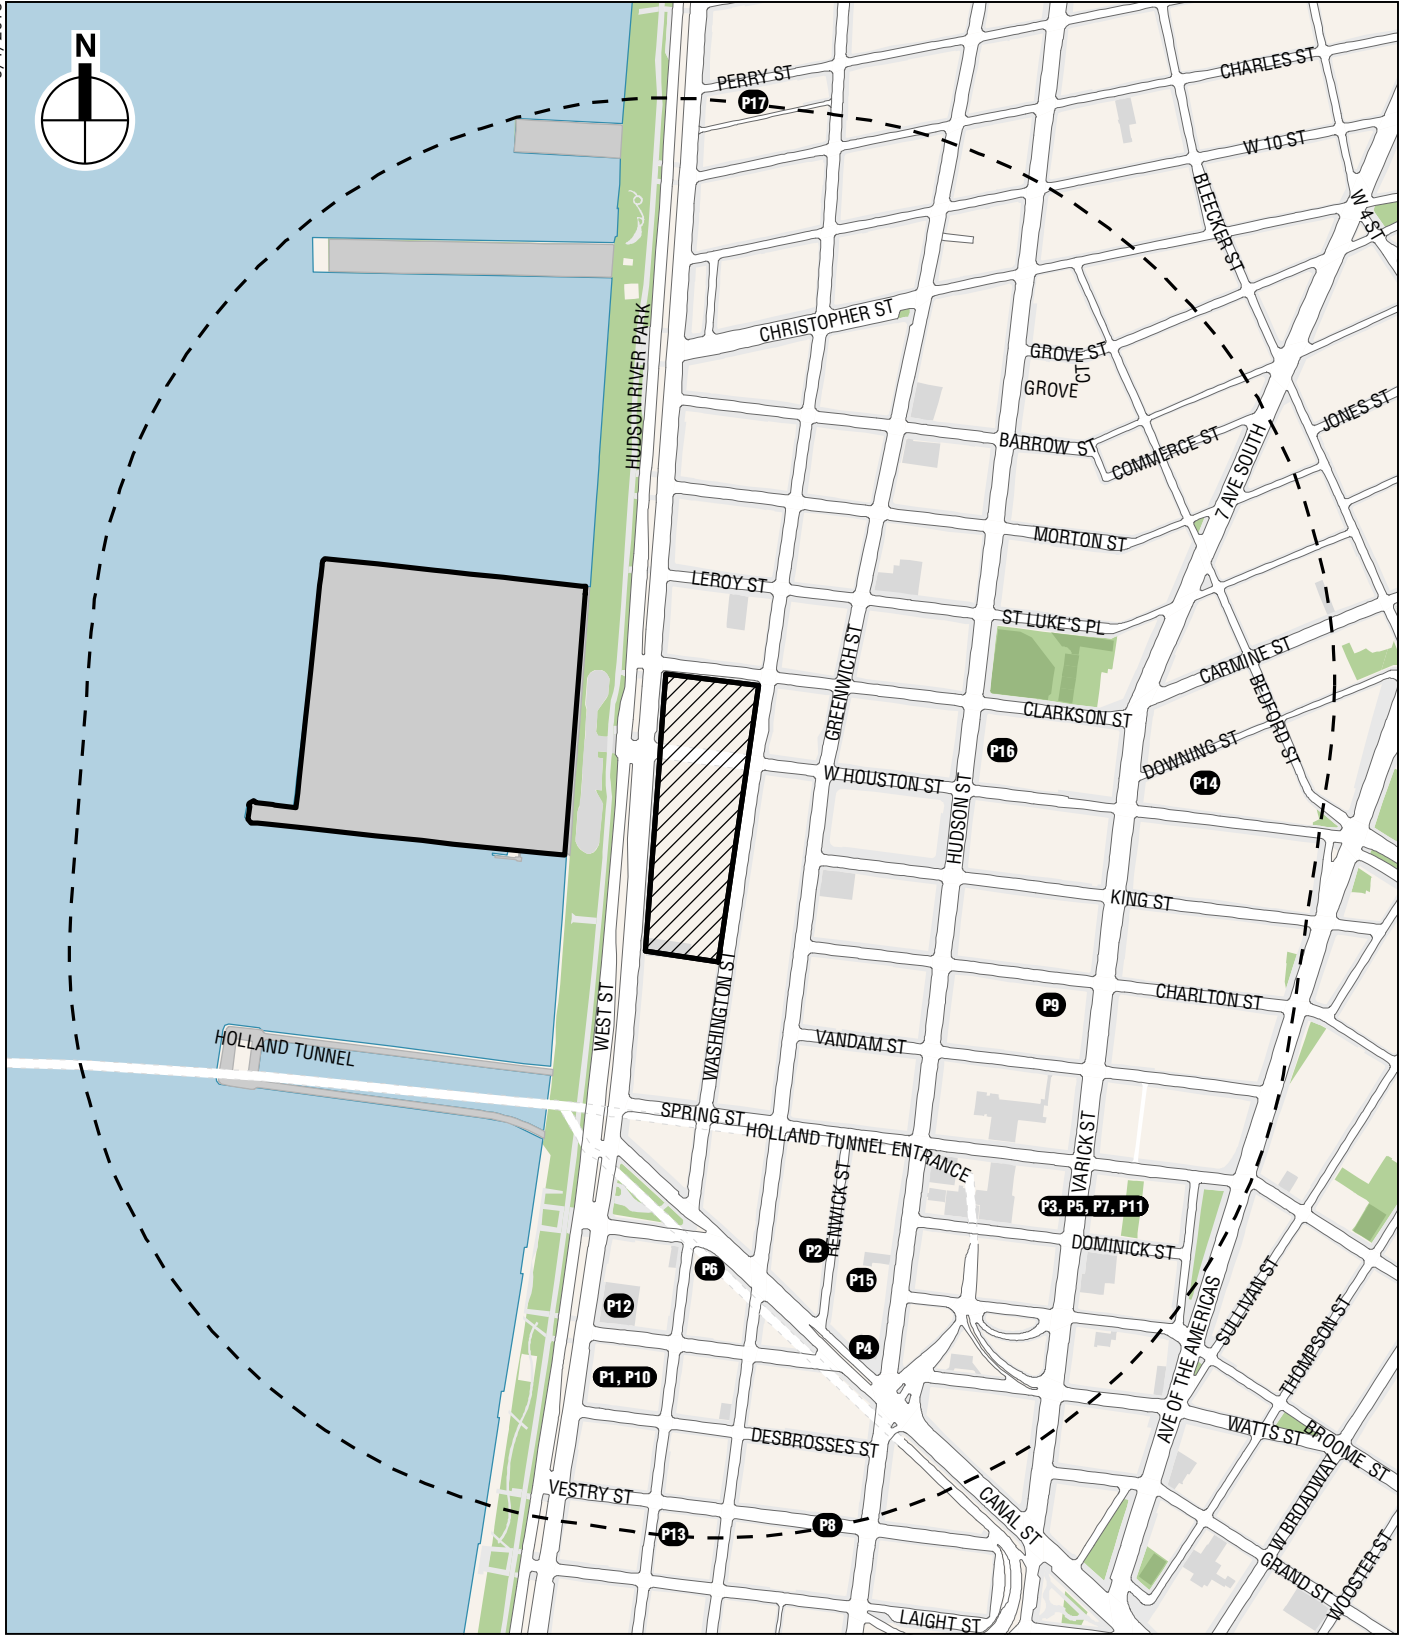 N
PERRY ST
CHARLES ST
P17
W 10 ST
BLEECKER ST
W 4 ST
HUDSON RIVER PARK
CHRISTOPHER ST
GROVE ST
GROVE
CT
JONES ST
BARROW ST
COMMERCE ST
7 AVE SOUTH
MORTON ST
LEROY ST
ST LUKE'S PL
GREENWICH ST
CARMINE ST
BEDFORD ST
CLARKSON ST
P16
DOWNING ST
W HOUSTON ST
P14
HUDSON ST
KING ST
WEST ST
WASHINGTON ST
P9
CHARLTON ST
HOLLAND TUNNEL
VANDAM ST
SPRING ST
HOLLAND TUNNEL ENTRANCE
VARICK ST
RENWICK ST
P3, P5, P7, P11
P2
DOMINICK ST
P6
P15
P12
SULLIVAN ST
THOMPSON ST
AVE OF THE AMERICAS
P4
P1, P10
DESBROSSES ST
WATTS ST
BROOME ST
VESTRY ST
CANAL ST
W BROADWAY
P13
P8
GRAND ST
WOOSTER ST
LAIGHT ST